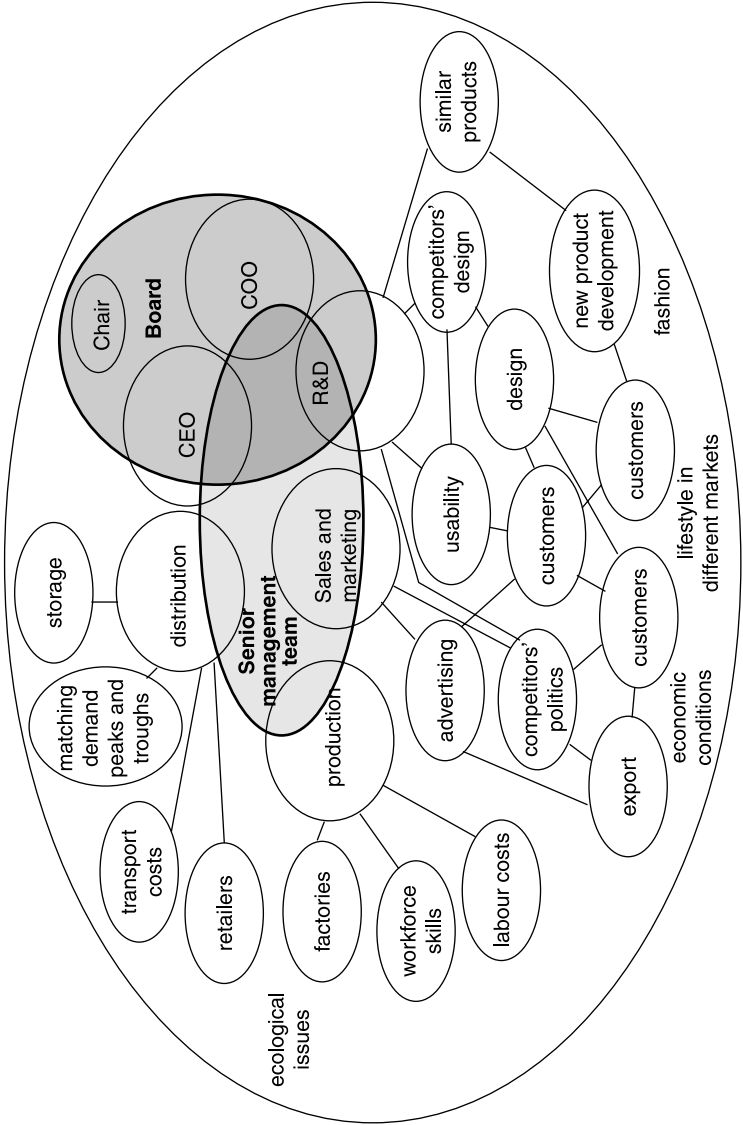 ecological
issues
transport
costs
matching
demand
peaks and
troughs
storage
retailers
distribution
CEO
Chair
Board
COO
factories
production
Senior
management
team
Sales and
marketing
R&D
workforce
skills
labour costs
advertising
usability
competitors’
design
similar
products
competitors’
politics
customers
design
export
customers
customers
new product
development
economic
conditions
lifestyle in
different markets
fashion